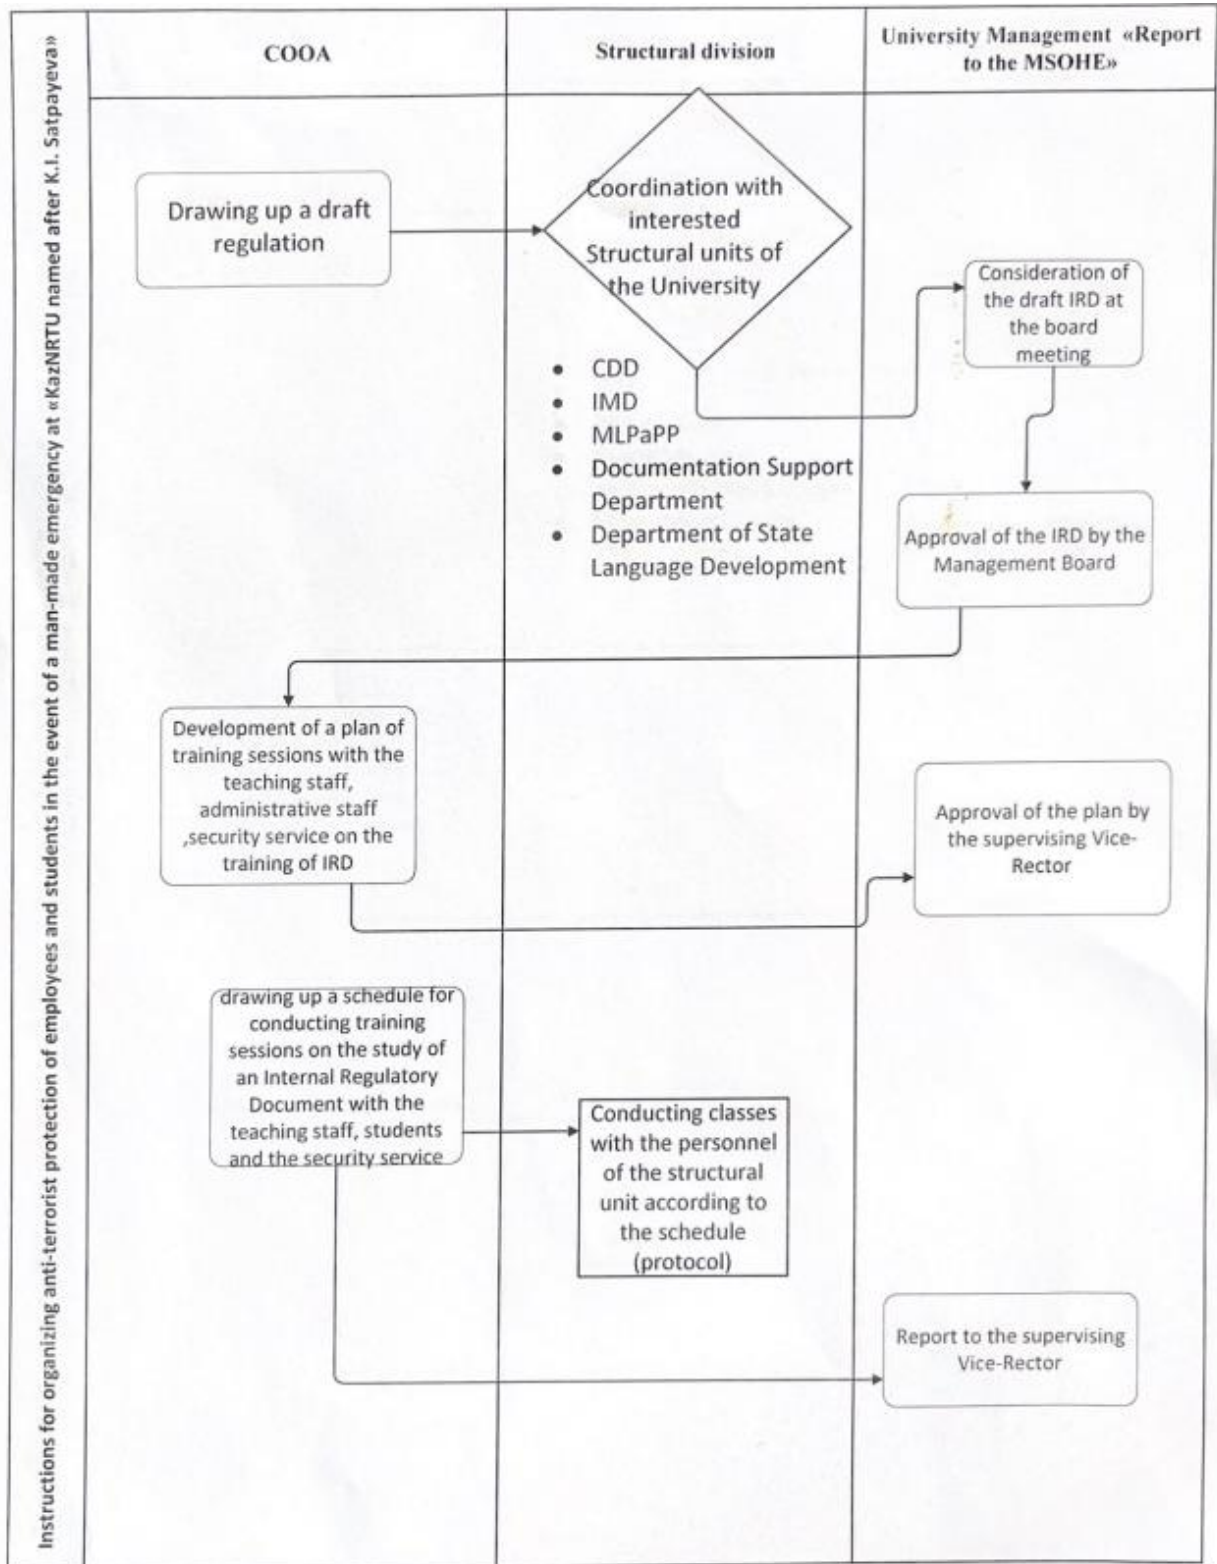 Instructions for organizing anti-terrorist protection of employees and students in the event of a man-made emergency at «KazNRTU named after K.I. Satpayeva»
COOA
Structural division
University Management «Report
to the MSOHE»
Drawing up a draft
regulation
Coordination with
interested
Structural units of
the University
• CDD
• IMD
• MLPaPP
• Documentation Support
Department
• Department of State
Language Development
Consideration of
the draft IRD at
the board
meeting
Approval of the IRD by the
Management Board
Development of a plan of
training sessions with the
teaching staff,
administrative staff
,security service on the
training of IRD
Approval of the plan by
the supervising Vice-
Rector
drawing up a schedule for
conducting training
sessions on the study of
an Internal Regulatory
Document with the
teaching staff, students
and the security service
Conducting classes
with the personnel
of the structural
unit according to
the schedule
(protocol)
Report to the supervising
Vice-Rector